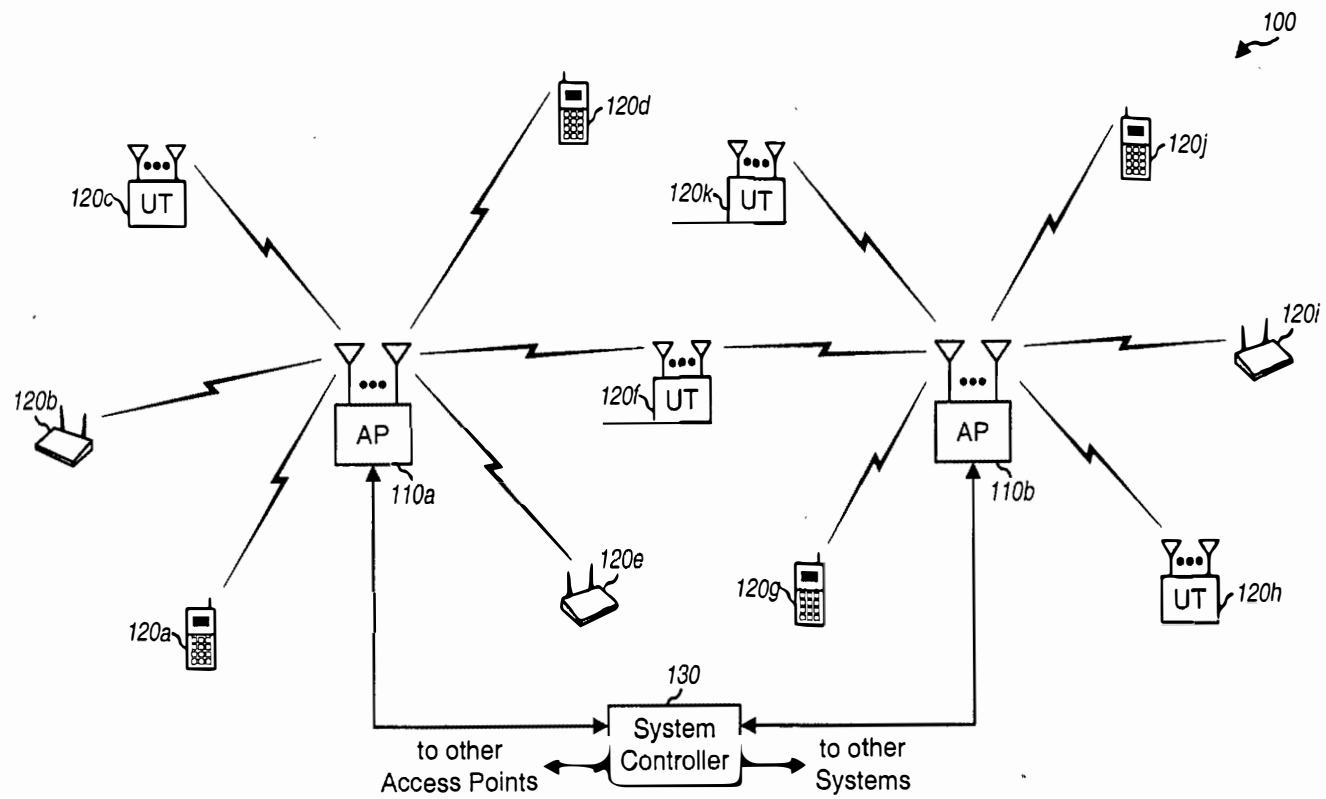 100
120d
120j
120c
UT
120k
UT
120i
120b
120f
UT
AP
110a
AP
110b
120e
120g
UT
120h
120a
130
System
Controller
to other
Access Points
to other
Systems